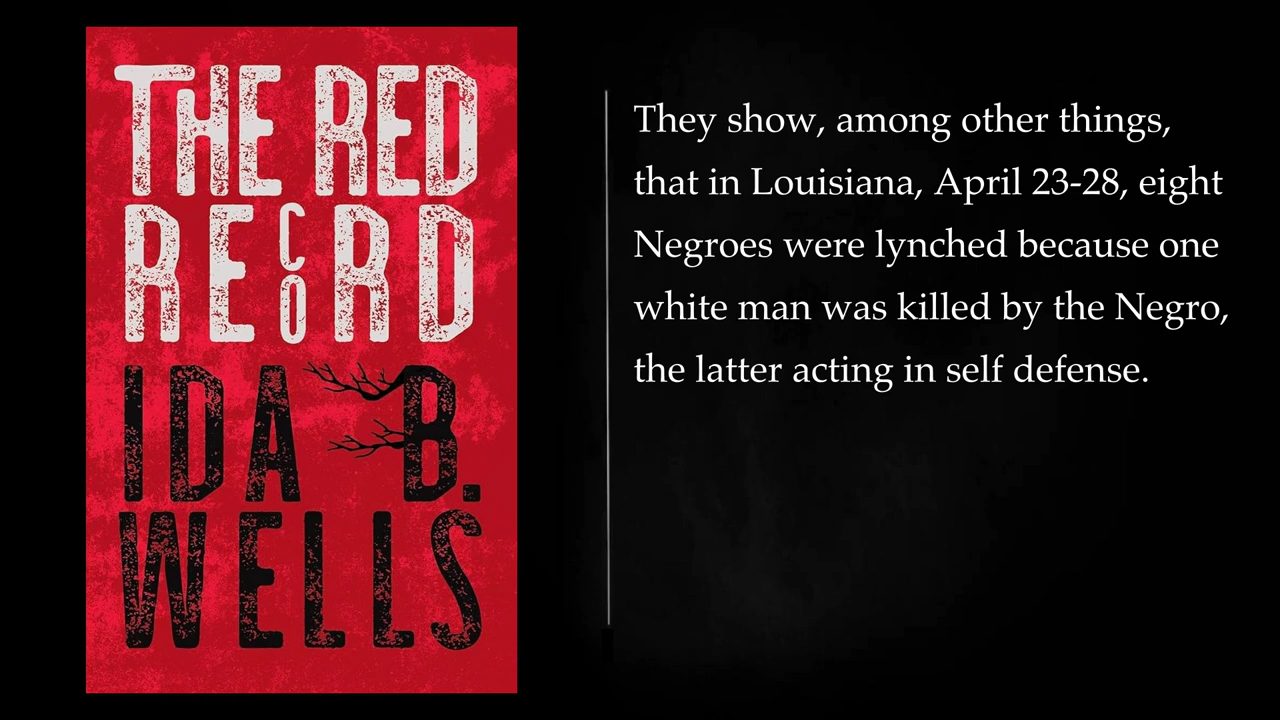 THE RED
RECORD
IDA B.
WELLS
They show, among other things,
that in Louisiana, April 23-28, eight
Negroes were lynched because one
white man was killed by the Negro,
the latter acting in self defense.